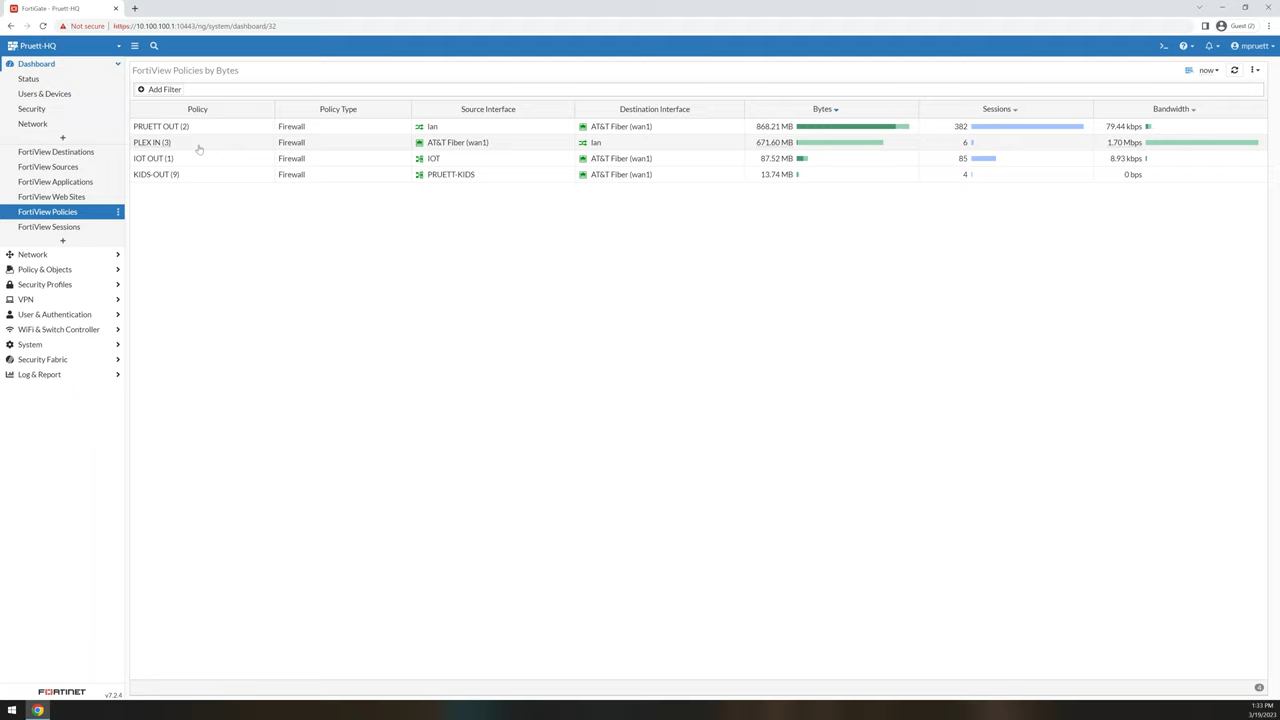 FortiGate - Pruett-HQ
Not secure https://10.100.100.1:10443/ng/system/dashboard/32 Guest (2)
Pruett-HQ mpruett
Dashboard
Status
Users & Devices
Security
Network
FortiView Destinations
FortiView Sources
FortiView Applications
FortiView Web Sites
FortiView Policies
FortiView Sessions
Network
Policy & Objects
Security Profiles
VPN
User & Authentication
WiFi & Switch Controller
System
Security Fabric
Log & Report
FortiView Policies by Bytes now
Add Filter
Policy Policy Type Source Interface Destination Interface Bytes Sessions Bandwidth
PRUETT OUT (2) Firewall lan AT&T Fiber (wan1) 868.21 MB 382 79.44 kbps
PLEX IN (3) Firewall AT&T Fiber (wan1) lan 671.60 MB 6 1.70 Mbps
IOT OUT (1) Firewall IOT AT&T Fiber (wan1) 87.52 MB 85 8.93 kbps
KIDS-OUT (9) Firewall PRUETT-KIDS AT&T Fiber (wan1) 13.74 MB 4 0 bps
FORTINET v7.2.4
4
1:33 PM
3/19/2023